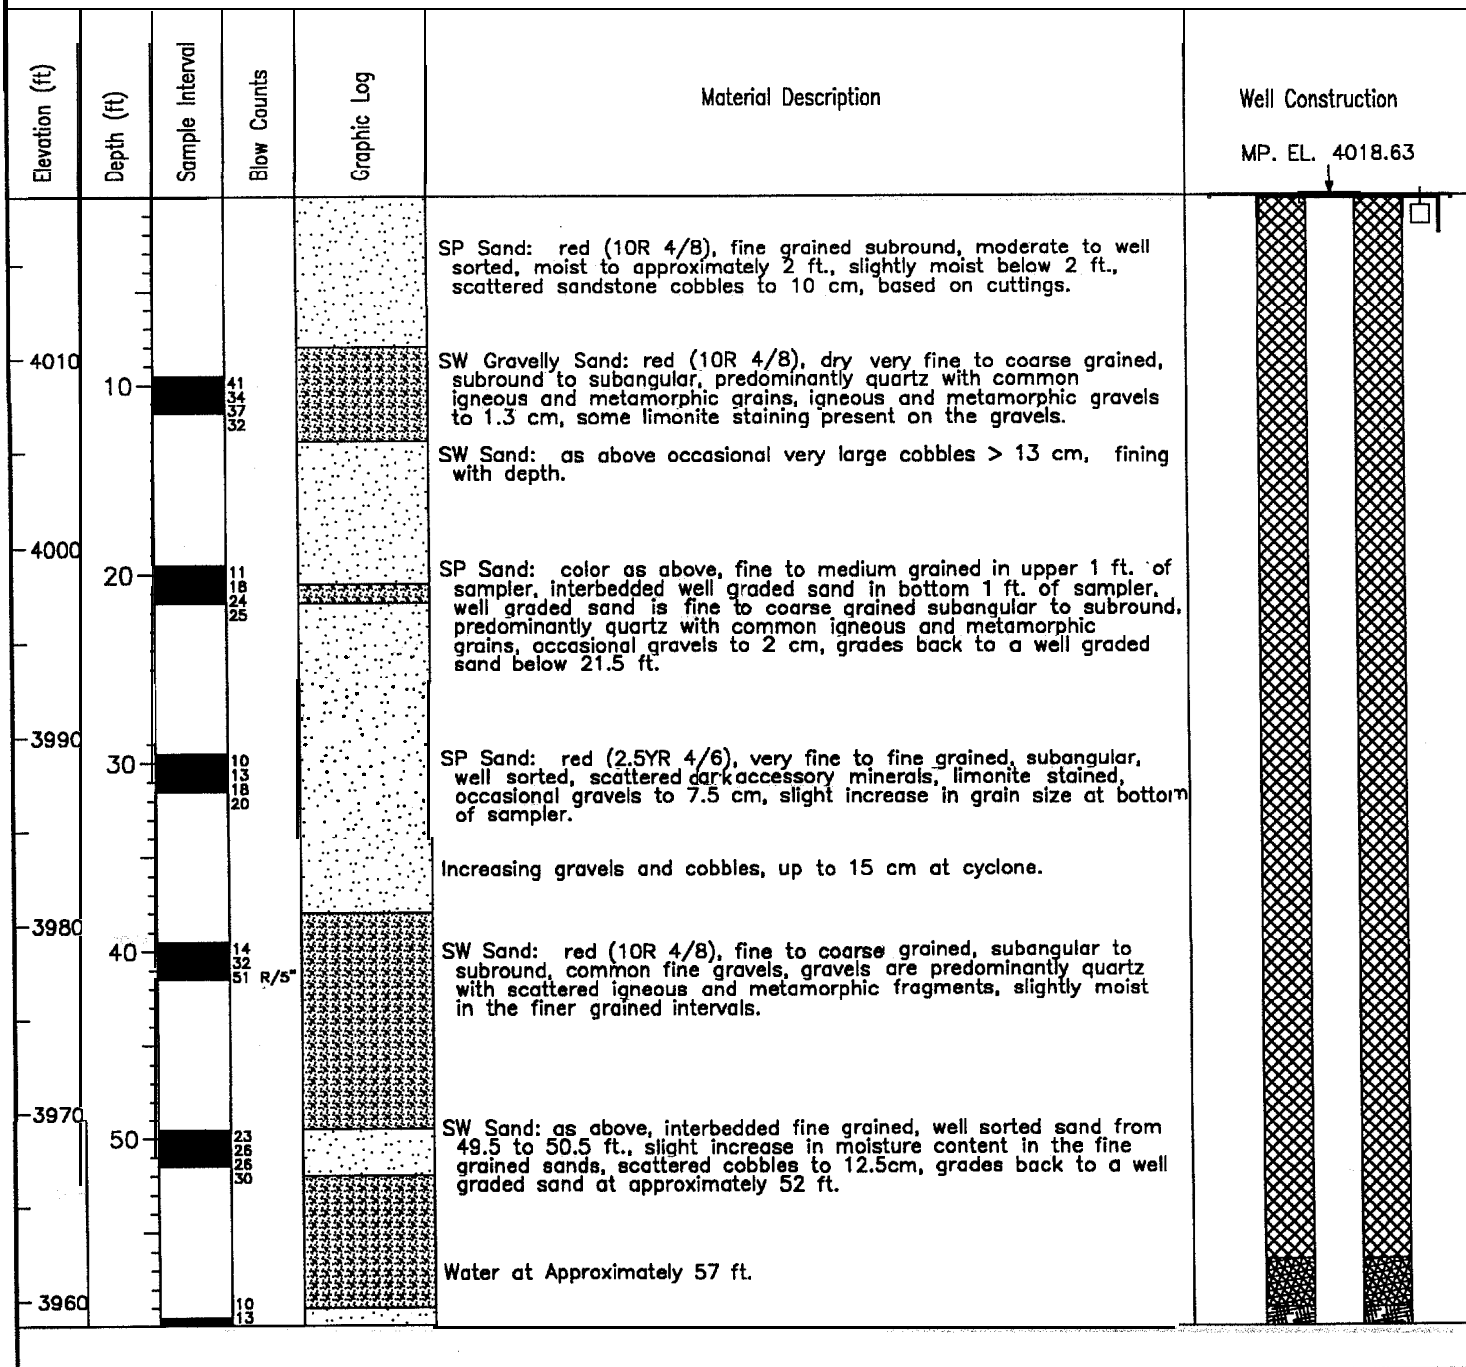 Elevation (ft)
Depth (ft)
Sample Interval
Blow Counts
Graphic Log
Material Description
Well Construction
MP. EL. 4018.63
SP Sand: red (10R 4/8), fine grained subround, moderate to well
sorted, moist to approximately 2 ft., slightly moist below 2 ft.,
scattered sandstone cobbles to 10 cm, based on cuttings.
4010
10
41
34
37
32
SW Gravelly Sand: red (10R 4/8), dry very fine to coarse grained,
subround to subangular, predominantly quartz with common
igneous and metamorphic grains, igneous and metamorphic gravels
to 1.3 cm, some limonite staining present on the gravels.
SW Sand: as above occasional very large cobbles > 13 cm, fining
with depth.
4000
20
11
18
24
25
SP Sand: color as above, fine to medium grained in upper 1 ft. of
sampler, interbedded well graded sand in bottom 1 ft. of sampler,
well graded sand is fine to coarse grained subangular to subround,
predominantly quartz with common igneous and metamorphic
grains, occasional gravels to 2 cm, grades back to a well graded
sand below 21.5 ft.
3990
30
10
13
18
20
SP Sand: red (2.5YR 4/6), very fine to fine grained, subangular,
well sorted, scattered dark accessory minerals, limonite stained,
occasional gravels to 7.5 cm, slight increase in grain size at bottom
of sampler.
Increasing gravels and cobbles, up to 15 cm at cyclone.
3980
40
14
32
51 R/5"
SW Sand: red (10R 4/8), fine to coarse grained, subangular to
subround, common fine gravels, gravels are predominantly quartz
with scattered igneous and metamorphic fragments, slightly moist
in the finer grained intervals.
3970
50
23
26
26
30
SW Sand: as above, interbedded fine grained, well sorted sand from
49.5 to 50.5 ft., slight increase in moisture content in the fine
grained sands, scattered cobbles to 12.5cm, grades back to a well
graded sand at approximately 52 ft.
Water at Approximately 57 ft.
3960
10
13